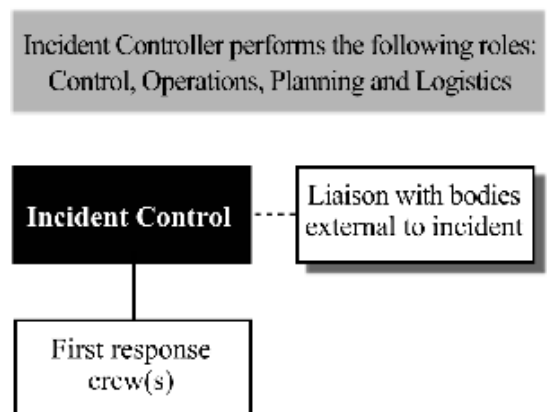 Incident Controller performs the following roles:
Control, Operations, Planning and Logistics
Incident Control
Liaison with bodies
external to incident
First response
crew(s)